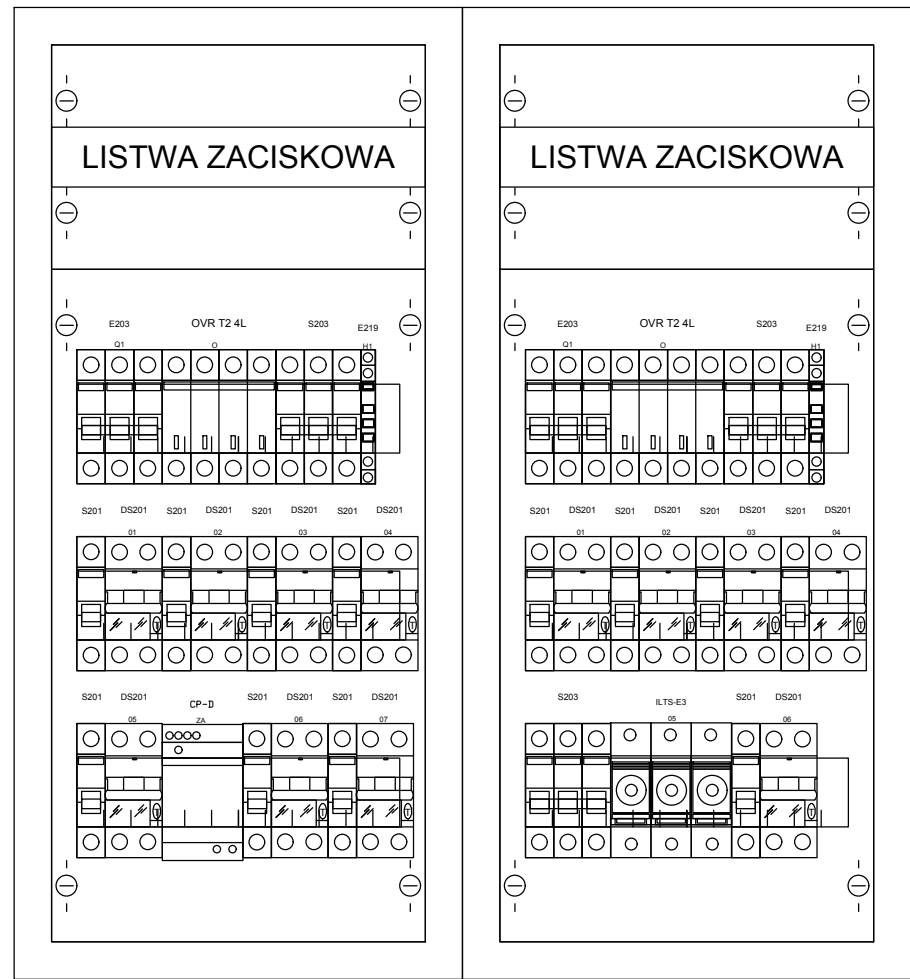 LISTWA ZACISKOWA
E203 OVR T2 4L S203 E219
Q1 O H1
S201 DS201 S201 DS201 S201 DS201 S201 DS201
01 02 03 04
S201 DS201 CP-D S201 DS201 S201 DS201
05 ZA 06 07
LISTWA ZACISKOWA
E203 OVR T2 4L S203 E219
Q1 O H1
S201 DS201 S201 DS201 S201 DS201 S201 DS201
01 02 03 04
S203 ILTS-E3 S201 DS201
05 06